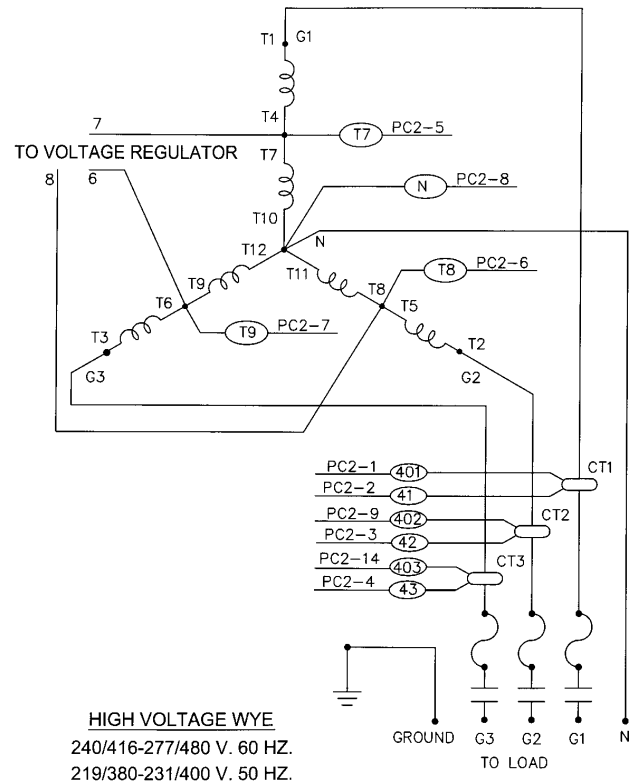 T1 G1
T4
7
T7 PC2-5
TO VOLTAGE REGULATOR
T7
8 6
N PC2-8
T10
T12 N
T11
T9
T8 PC2-6
T8
T6
T5
T9 PC2-7
T3
T2
G3
G2
PC2-1 401
CT1
PC2-2 41
PC2-9 402
CT2
PC2-3 42
PC2-14 403
CT3
PC2-4 43
HIGH VOLTAGE WYE
240/416-277/480 V. 60 HZ.
219/380-231/400 V. 50 HZ.
GROUND G3 G2 G1 N
TO LOAD